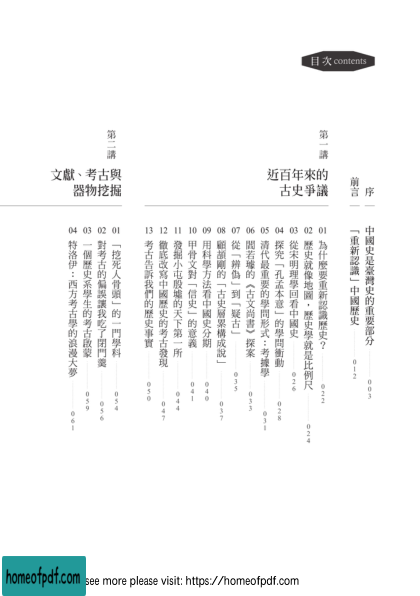 目次 contents
序 中國史是臺灣史的重要部分 003
前言 「重新認識」中國歷史 012
第一講
近百年來的
古史爭議
01 為什麼要重新認識歷史？ 022
02 歷史就像地圖，歷史學就是比例尺 024
03 從宋明理學回看中國史 026
04 探究「孔孟本意」的學問衝動 028
05 清代最重要的學問形式：考據學 031
06 閻若璩的《古文尚書》探案 033
07 從「辨偽」到「疑古」 035
08 顧頡剛的「古史層累構成說」 037
09 用科學方法看中國史分期 040
10 甲骨文對「信史」的意義 041
11 發掘小屯殷墟的天下第一所 044
12 徹底改寫中國歷史的考古發現 047
13 考古告訴我們的歷史事實 050
第二講
文獻、考古與
器物挖掘
01 「挖死人骨頭」的一門學科 054
02 對考古的偏誤讓我吃了閉門羹 056
03 一個歷史系學生的考古啟蒙 059
04 特洛伊：西方考古學的浪漫大夢 061
homeofpdf.com
see more please visit: https://homeofpdf.com